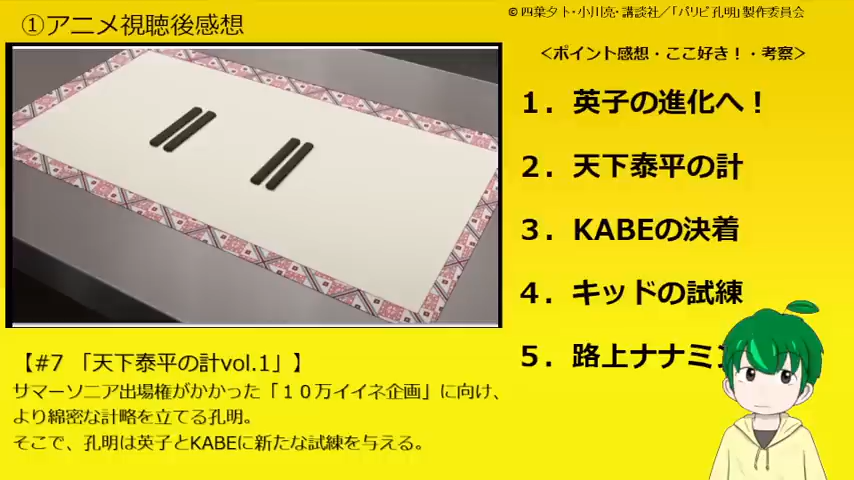 ①アニメ視聴後感想
© 四葉夕ト・小川亮・講談社／「パリピ孔明」製作委員会
＜ポイント感想・ここ好き！・考察＞
１．英子の進化へ！
２．天下泰平の計
３．KABEの決着
４．キッドの試練
５．路上ナナミン
【#7 「天下泰平の計vol.1」】
サマーソニア出場権がかかった「１０万イイネ企画」に向け、
より綿密な計略を立てる孔明。
そこで、孔明は英子とKABEに新たな試練を与える。